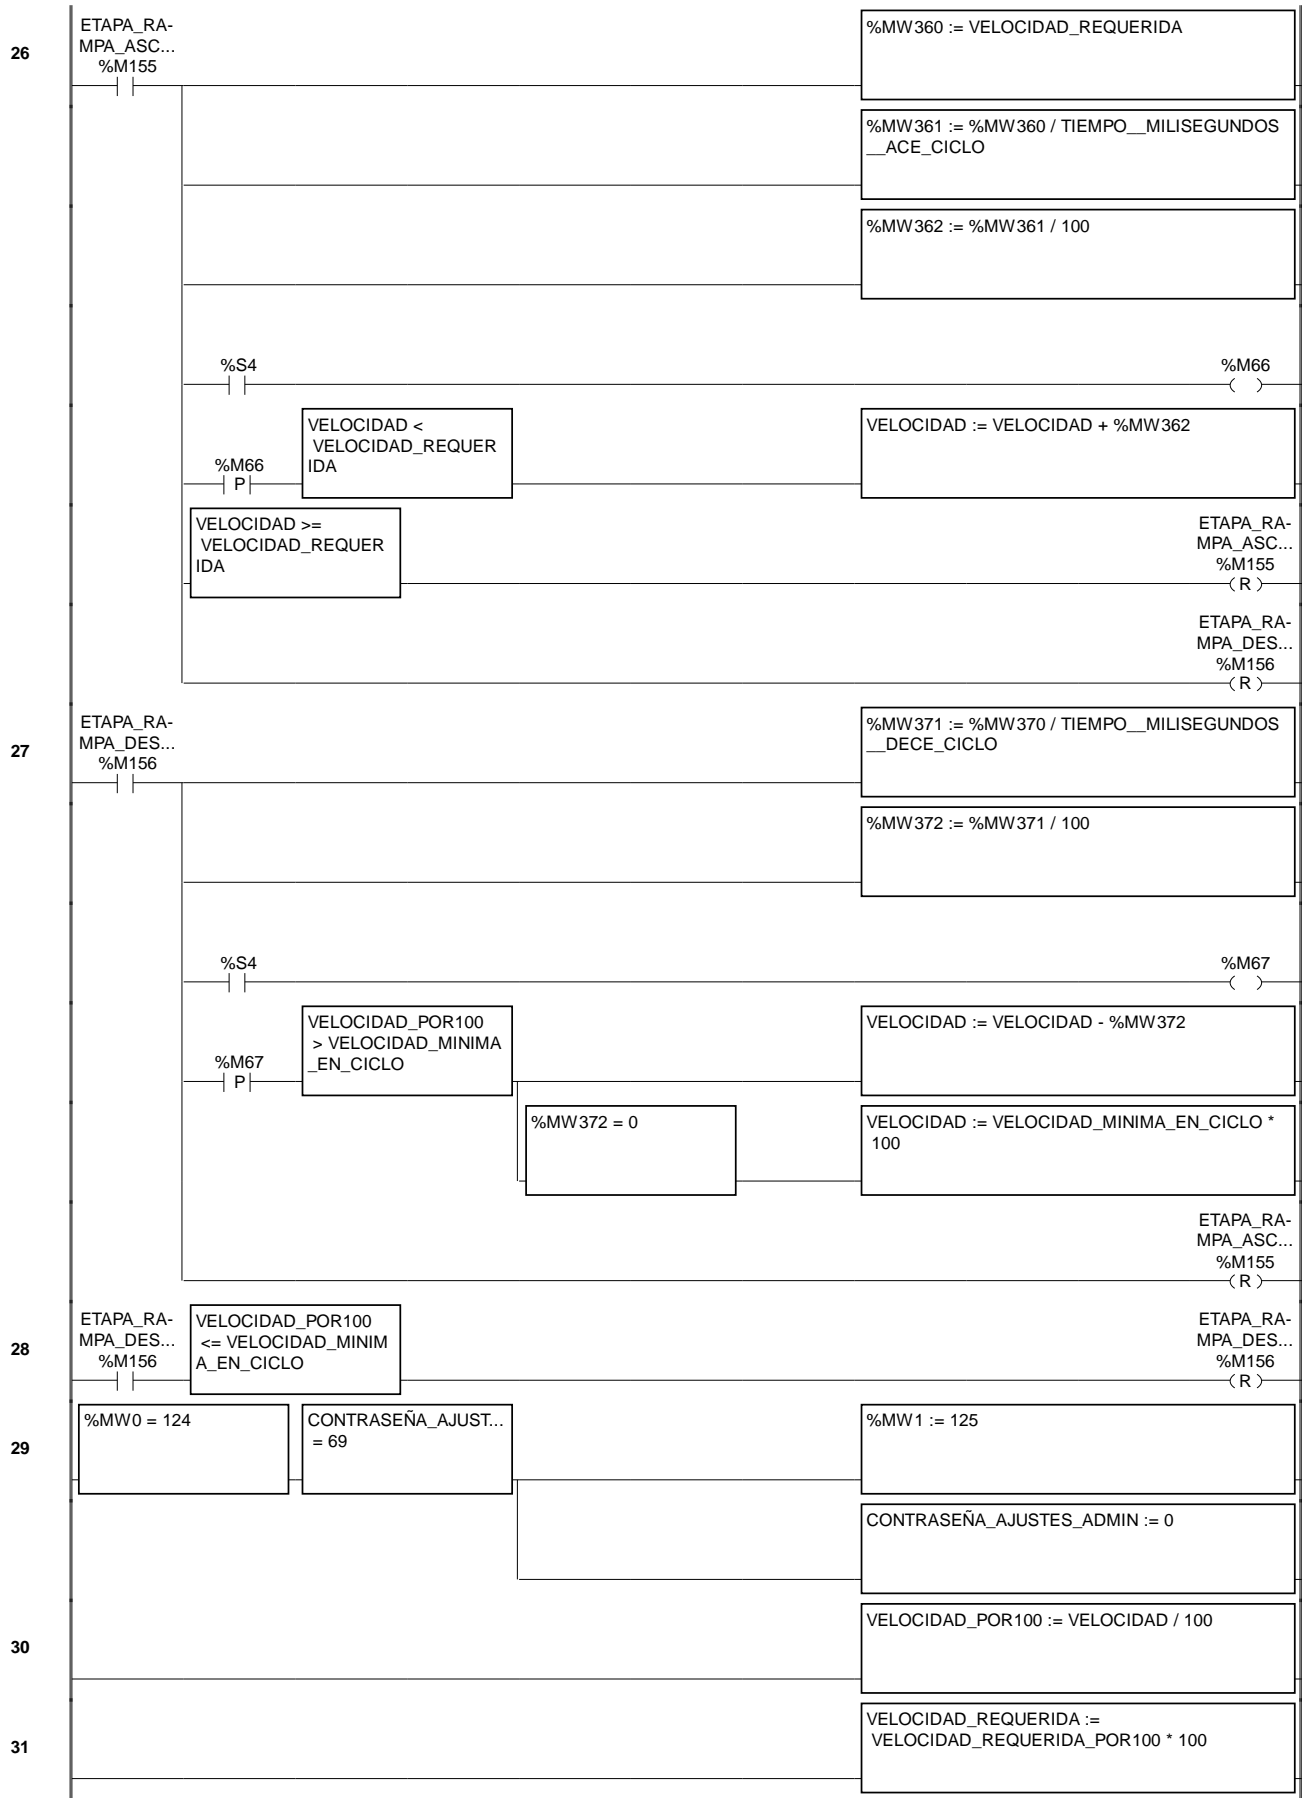 26
ETAPA_RA-
MPA_ASC...
%M155
%MW360 := VELOCIDAD_REQUERIDA
%MW361 := %MW360 / TIEMPO__MILISEGUNDOS
__ACE_CICLO
%MW362 := %MW361 / 100
%S4
%M66
%M66
P
VELOCIDAD <
VELOCIDAD_REQUER
IDA
VELOCIDAD := VELOCIDAD + %MW362
VELOCIDAD >=
VELOCIDAD_REQUER
IDA
ETAPA_RA-
MPA_ASC...
%M155
R
ETAPA_RA-
MPA_DES...
%M156
R
27
ETAPA_RA-
MPA_DES...
%M156
%MW371 := %MW370 / TIEMPO__MILISEGUNDOS
__DECE_CICLO
%MW372 := %MW371 / 100
%S4
%M67
%M67
P
VELOCIDAD_POR100
> VELOCIDAD_MINIMA
_EN_CICLO
VELOCIDAD := VELOCIDAD - %MW372
%MW372 = 0
VELOCIDAD := VELOCIDAD_MINIMA_EN_CICLO *
100
ETAPA_RA-
MPA_ASC...
%M155
R
28
ETAPA_RA-
MPA_DES...
%M156
VELOCIDAD_POR100
<= VELOCIDAD_MINIM
A_EN_CICLO
ETAPA_RA-
MPA_DES...
%M156
R
29
%MW0 = 124
CONTRASEÑA_AJUST...
= 69
%MW1 := 125
CONTRASEÑA_AJUSTES_ADMIN := 0
30
VELOCIDAD_POR100 := VELOCIDAD / 100
31
VELOCIDAD_REQUERIDA :=
VELOCIDAD_REQUERIDA_POR100 * 100